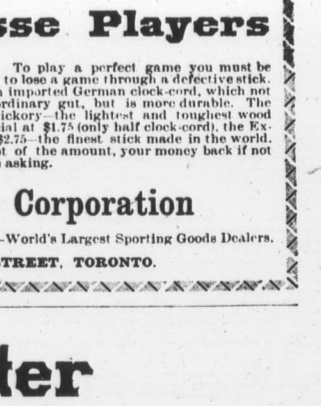 sse Players
To play a perfect game you must be
to lose a game through a defective stick.
imported German clock-cord, which not
ordinary gut, but is more durable. The
hickory—the lightest and toughest wood
ial at $1.75 (only half clock-cord), the Ex-
$2.75—the finest stick made in the world.
t of the amount, your money back if not
asking.
Corporation
—World's Largest Sporting Goods Dealers.
TREET, TORONTO.
ter